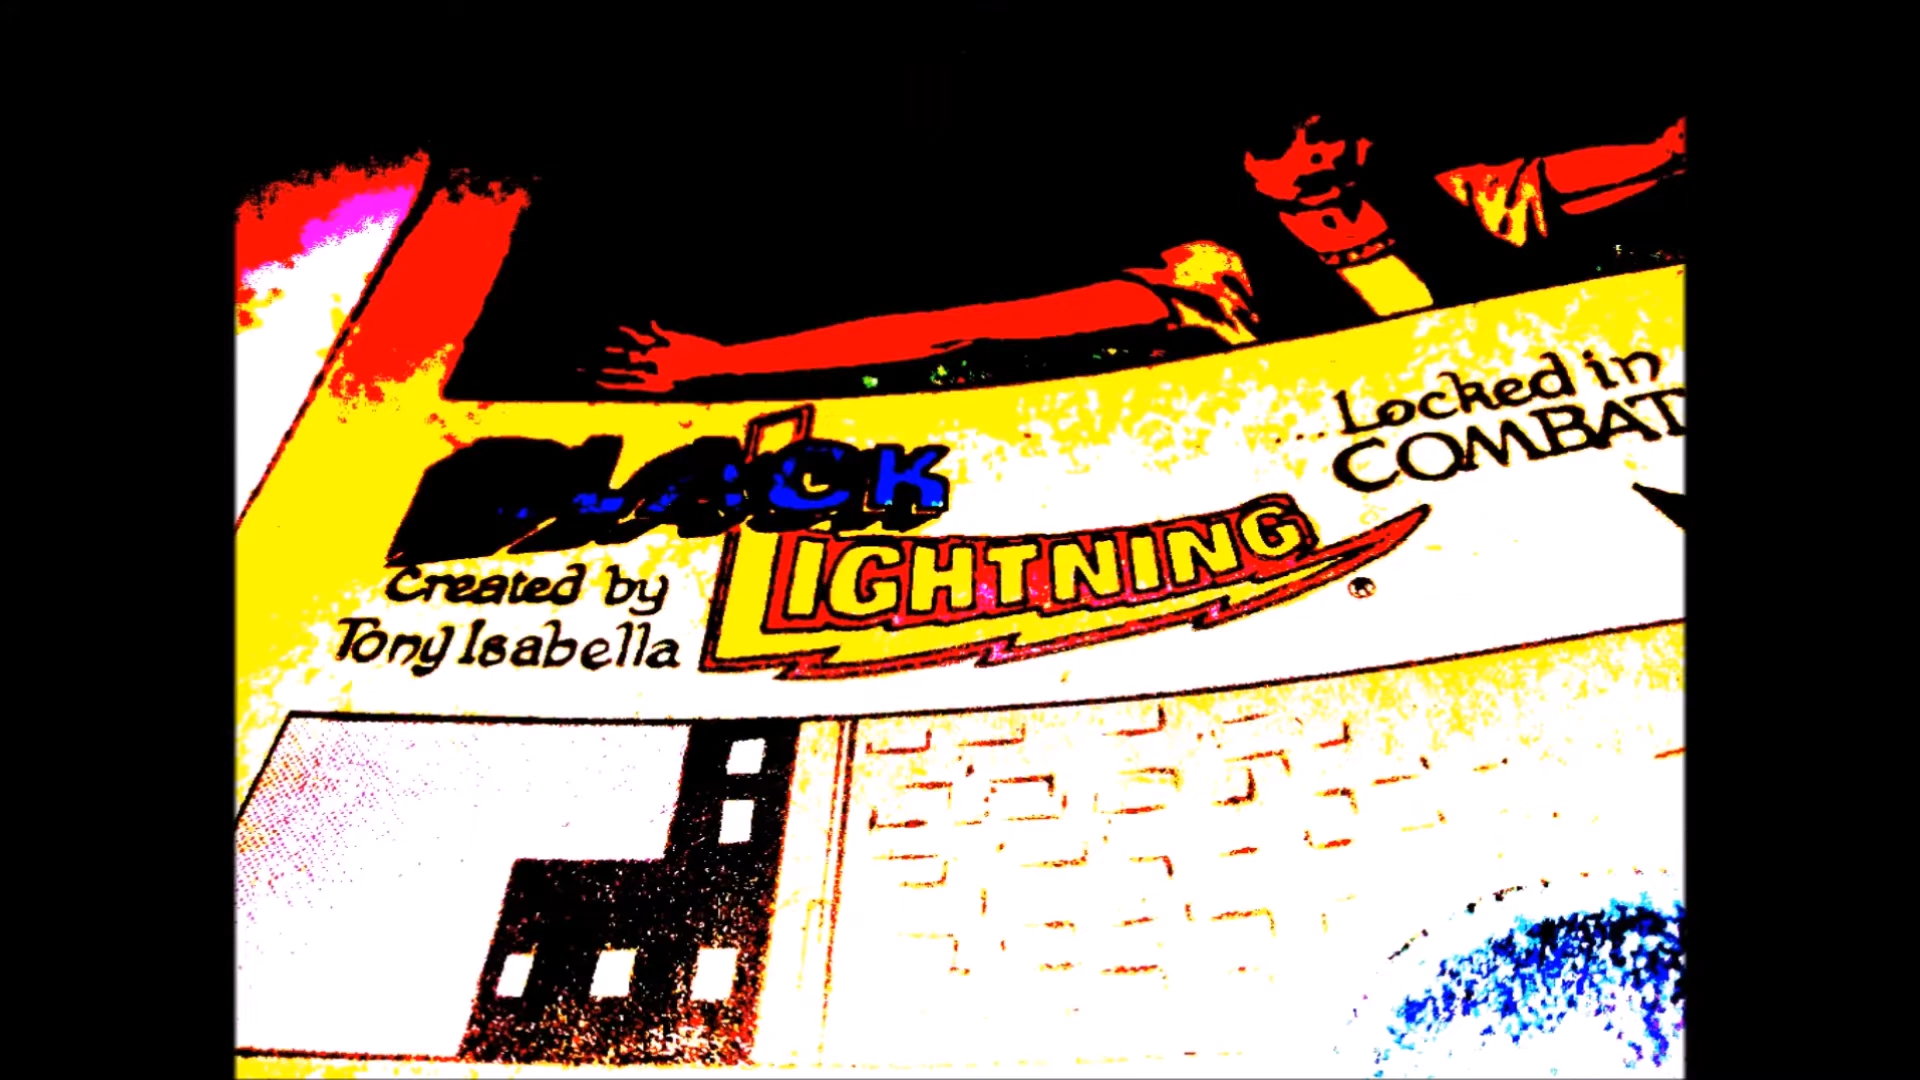 ...Locked in
COMBAT
BLACK
LIGHTNING
Created by
Tony Isabella